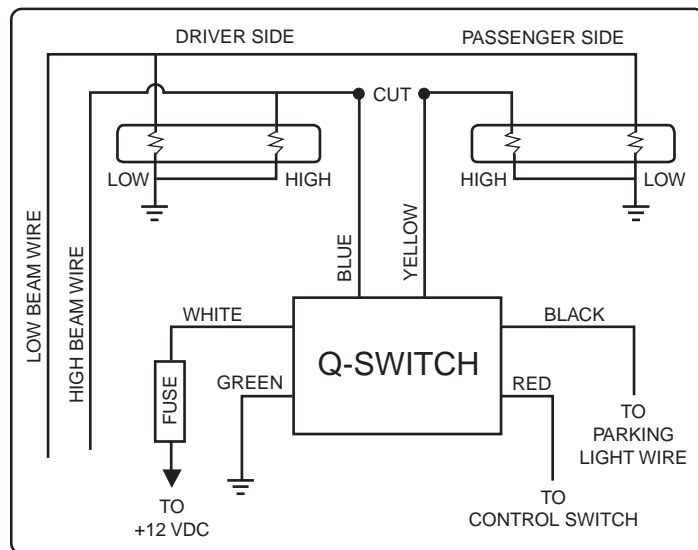 DRIVER SIDE
PASSENGER SIDE
CUT
LOW
HIGH
HIGH
LOW
LOW BEAM WIRE
HIGH BEAM WIRE
BLUE
YELLOW
WHITE
BLACK
Q-SWITCH
GREEN
RED
FUSE
TO
PARKING
LIGHT WIRE
TO
+12 VDC
TO
CONTROL SWITCH